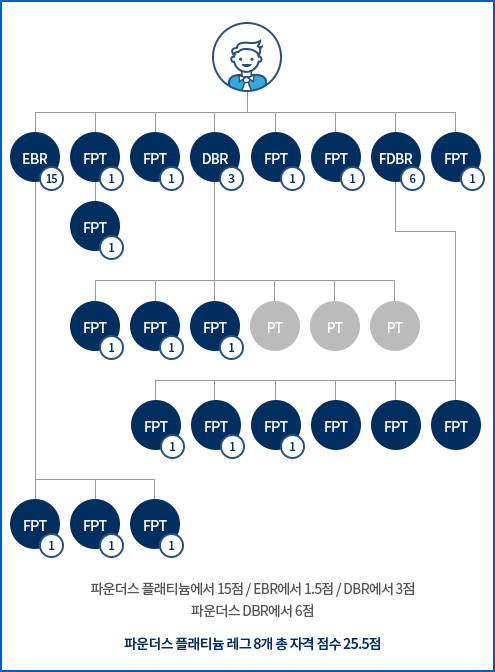 EBR FPT FPT DBR FPT FPT FDBR FPT
15 1 1 3 1 1 6 1
FPT
1
FPT FPT FPT PT PT PT
1 1 1
FPT FPT FPT FPT FPT FPT
1 1 1
FPT FPT FPT
1 1 1
파운더스 플래티늄에서 15점 / EBR에서 1.5점 / DBR에서 3점
파운더스 DBR에서 6점
파운더스 플래티늄 레그 8개 총 자격 점수 25.5점